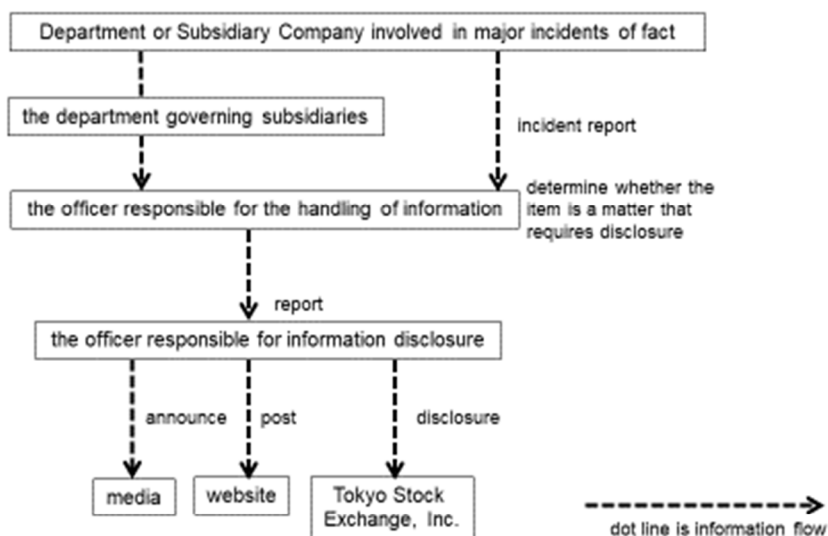 Department or Subsidiary Company involved in major incidents of fact
the department governing subsidiaries
incident report
determine whether the
item is a matter that
requires disclosure
the officer responsible for the handling of information
report
the officer responsible for information disclosure
announce
post
disclosure
media
website
Tokyo Stock
Exchange, Inc.
dot line is information flow